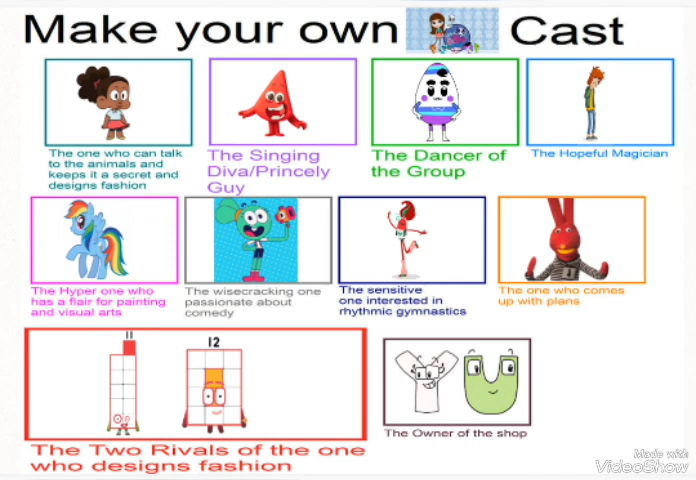 Make your own Cast
The one who can talk
to the animals and
keeps it a secret and
designs fashion
The Singing
Diva/Princely
Guy
The Dancer of
the Group
The Hopeful Magician
The Hyper one who
has a flair for painting
and visual arts
The wisecracking one
passionate about
comedy
The sensitive
one interested in
rhythmic gymnastics
The one who comes
up with plans
11
12
The Two Rivals of the one
who designs fashion
Y U
The Owner of the shop
Made with
VideoShow